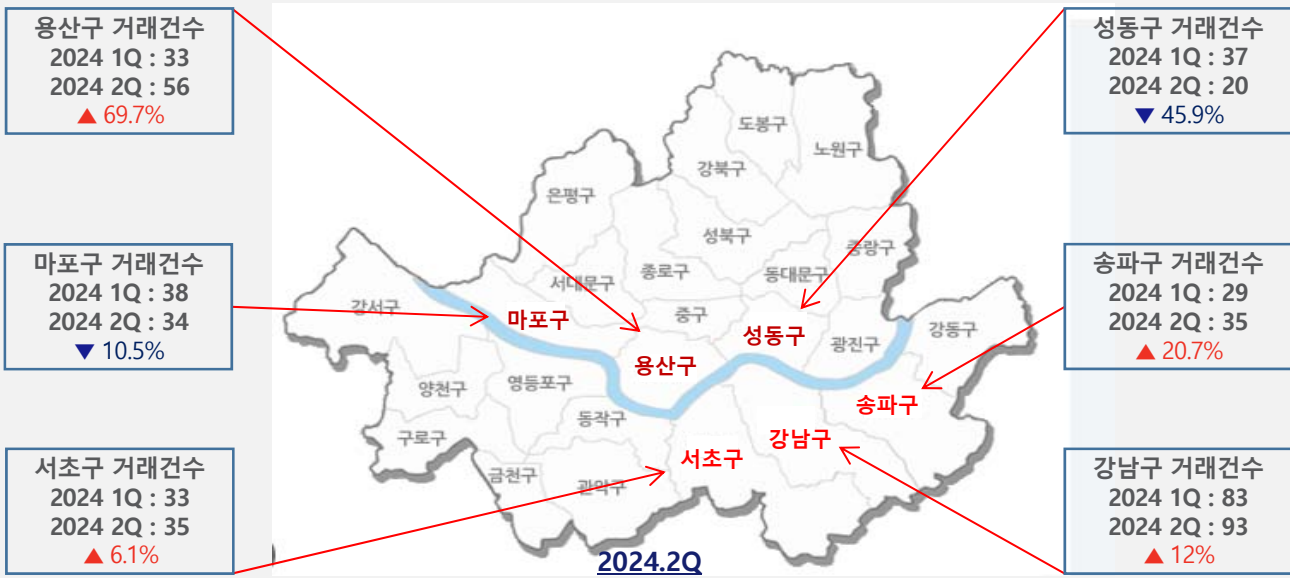 용산구 거래건수
2024 1Q : 33
2024 2Q : 56
▲ 69.7%
성동구 거래건수
2024 1Q : 37
2024 2Q : 20
▼ 45.9%
마포구 거래건수
2024 1Q : 38
2024 2Q : 34
▼ 10.5%
송파구 거래건수
2024 1Q : 29
2024 2Q : 35
▲ 20.7%
서초구 거래건수
2024 1Q : 33
2024 2Q : 35
▲ 6.1%
강남구 거래건수
2024 1Q : 83
2024 2Q : 93
▲ 12%
도봉구
노원구
강북구
은평구
성북구
중랑구
서대문구
종로구
동대문구
강서구
마포구
중구
성동구
광진구
강동구
용산구
양천구
영등포구
송파구
동작구
구로구
강남구
서초구
금천구
관악구
2024.2Q